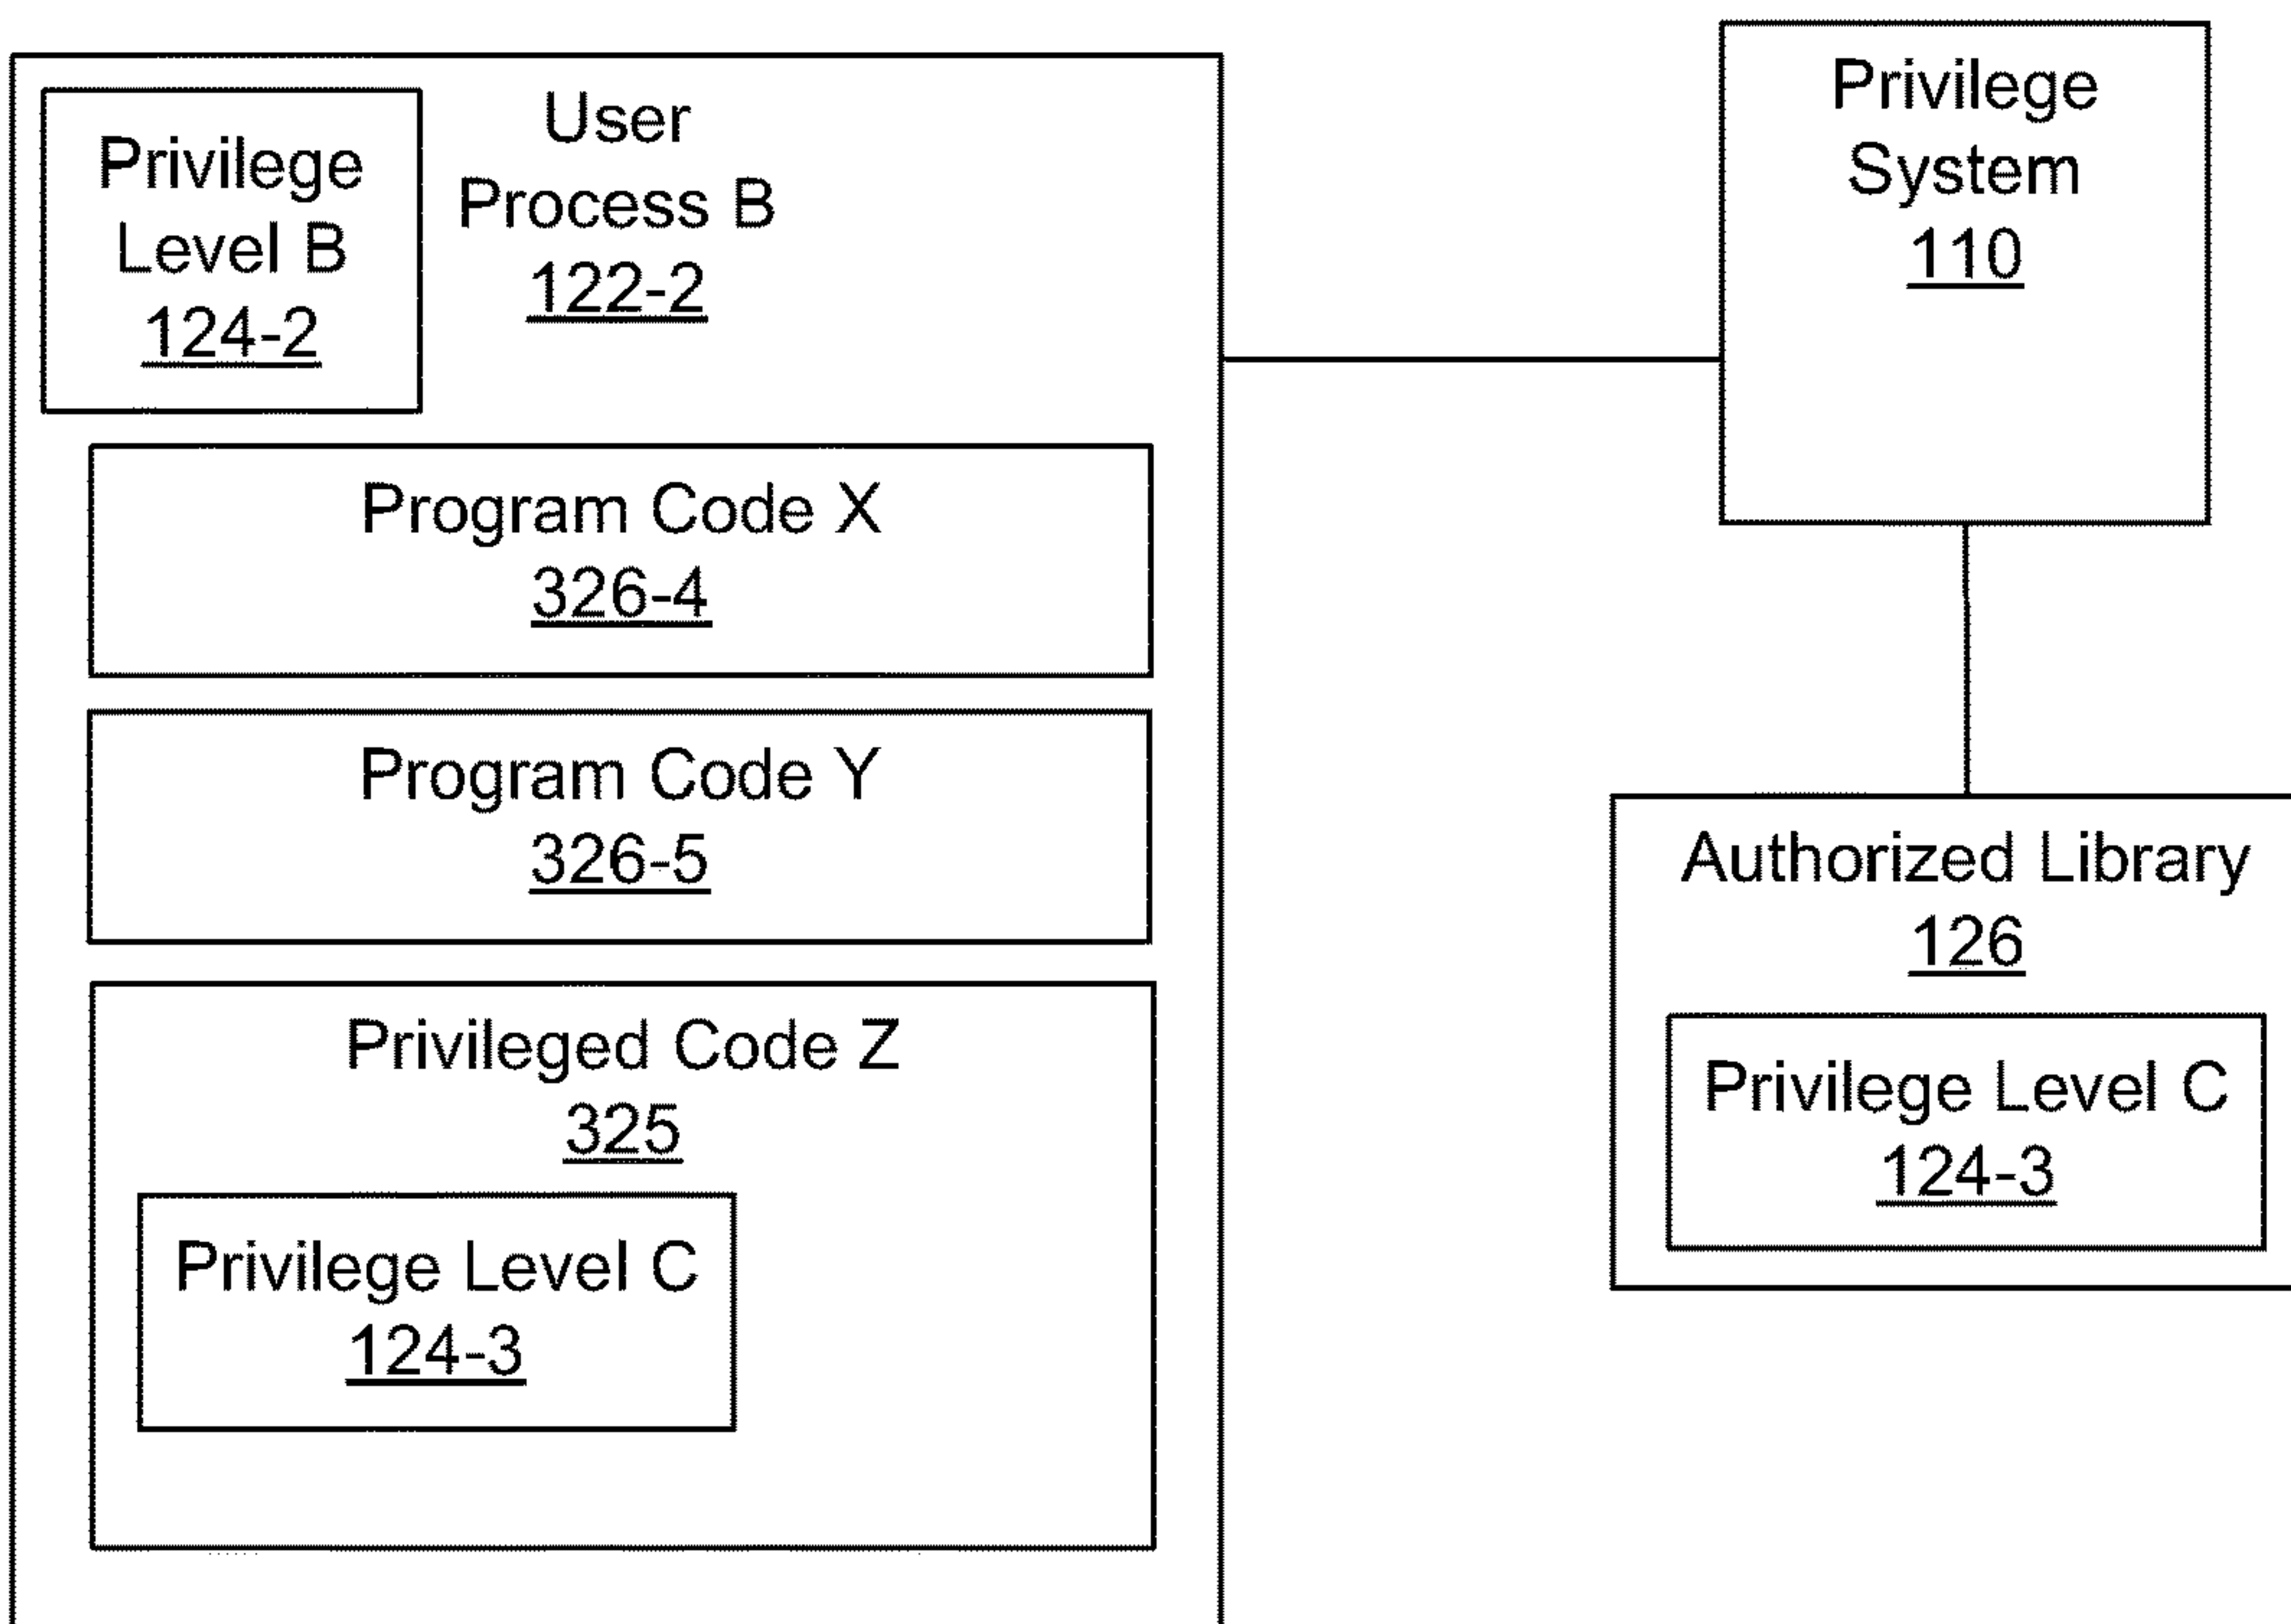 Privilege
Level B
124-2
User
Process B
122-2
Program Code X
326-4
Program Code Y
326-5
Privileged Code Z
325
Privilege Level C
124-3
Privilege
System
110
Authorized Library
126
Privilege Level C
124-3